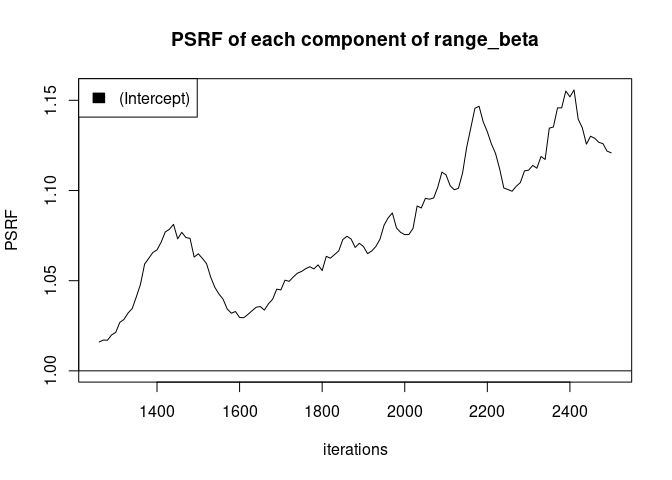 PSRF of each component of range_beta
(Intercept)
PSRF
1.15
1.10
1.05
1.00
1400 1600 1800 2000 2200 2400
iterations